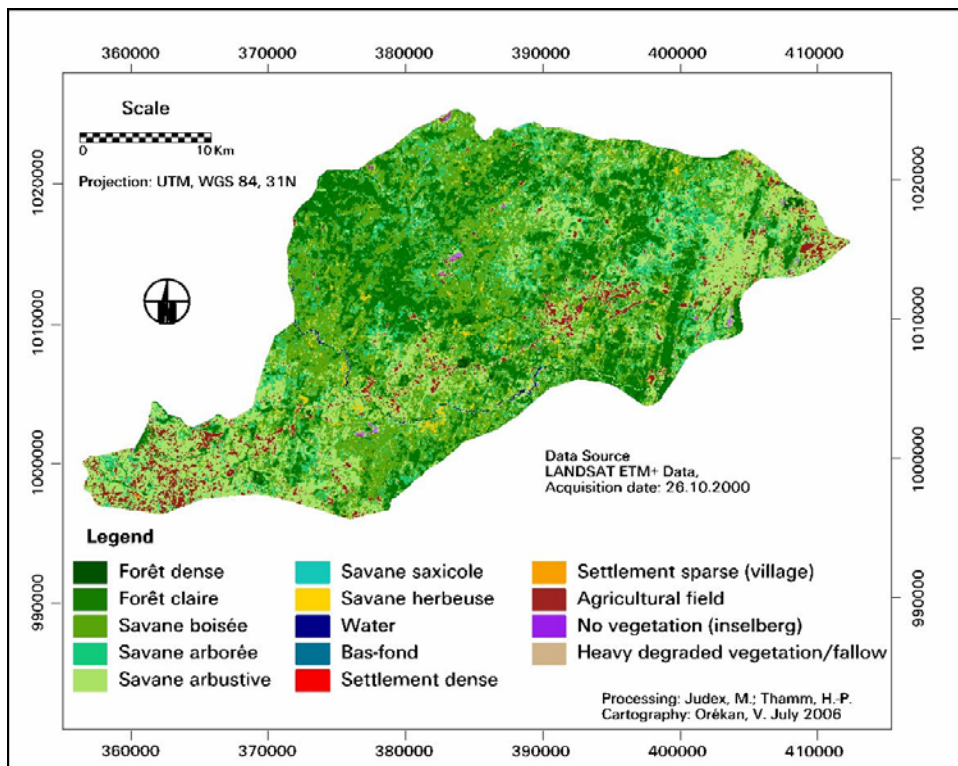 360000 370000 380000 390000 400000 410000
Scale
0 10 Km
Projection: UTM, WGS 84, 31N
1020000
1020000
1010000
1010000
1000000
1000000
990000
990000
N
Data Source
LANDSAT ETM+ Data,
Acquisition date: 26.10.2000
Legend
Forêt dense
Forêt claire
Savane boisée
Savane arborée
Savane arbustive
Savane saxicole
Savane herbeuse
Water
Bas-fond
Settlement dense
Settlement sparse (village)
Agricultural field
No vegetation (inselberg)
Heavy degraded vegetation/fallow
Processing: Judex, M.; Thamm, H.-P.
Cartography: Orékan, V. July 2006
360000 370000 380000 390000 400000 410000